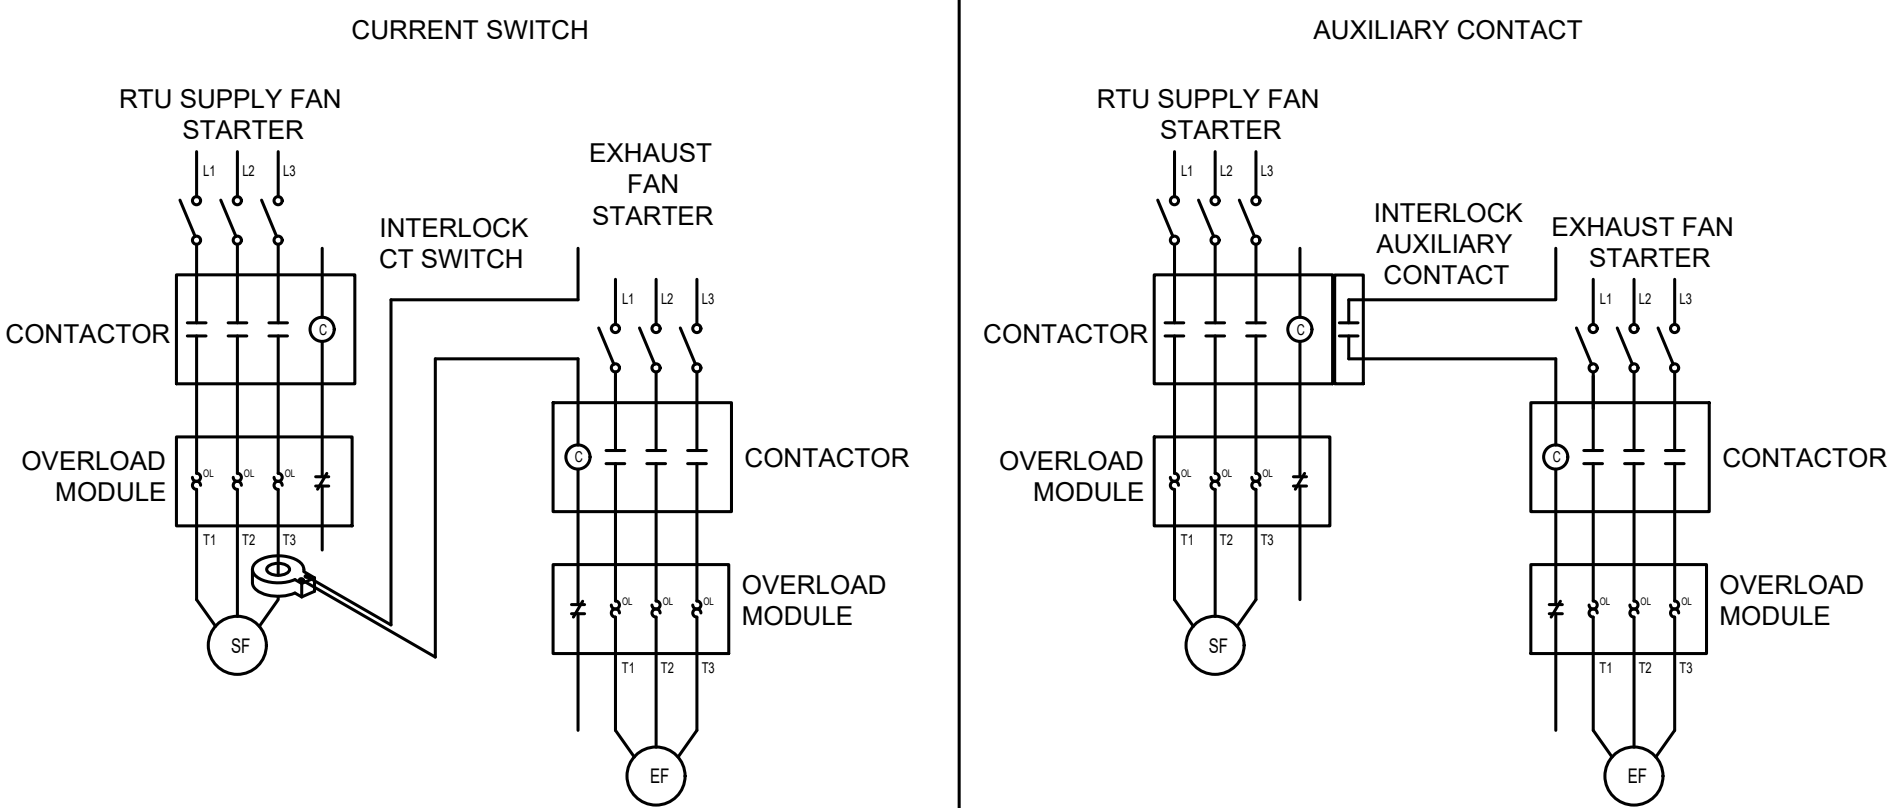 CURRENT SWITCH
RTU SUPPLY FAN
STARTER
L1 L2 L3
EXHAUST
FAN
STARTER
INTERLOCK
CT SWITCH
L1 L2 L3
CONTACTOR
C
C
CONTACTOR
OVERLOAD
MODULE
OL OL OL
T1 T2 T3
OVERLOAD
MODULE
OL OL OL
SF
T1 T2 T3
EF
AUXILIARY CONTACT
RTU SUPPLY FAN
STARTER
L1 L2 L3
INTERLOCK
AUXILIARY
CONTACT
EXHAUST FAN
STARTER
L1 L2 L3
CONTACTOR
C
C
CONTACTOR
OVERLOAD
MODULE
OL OL OL
T1 T2 T3
OVERLOAD
MODULE
OL OL OL
SF
T1 T2 T3
EF